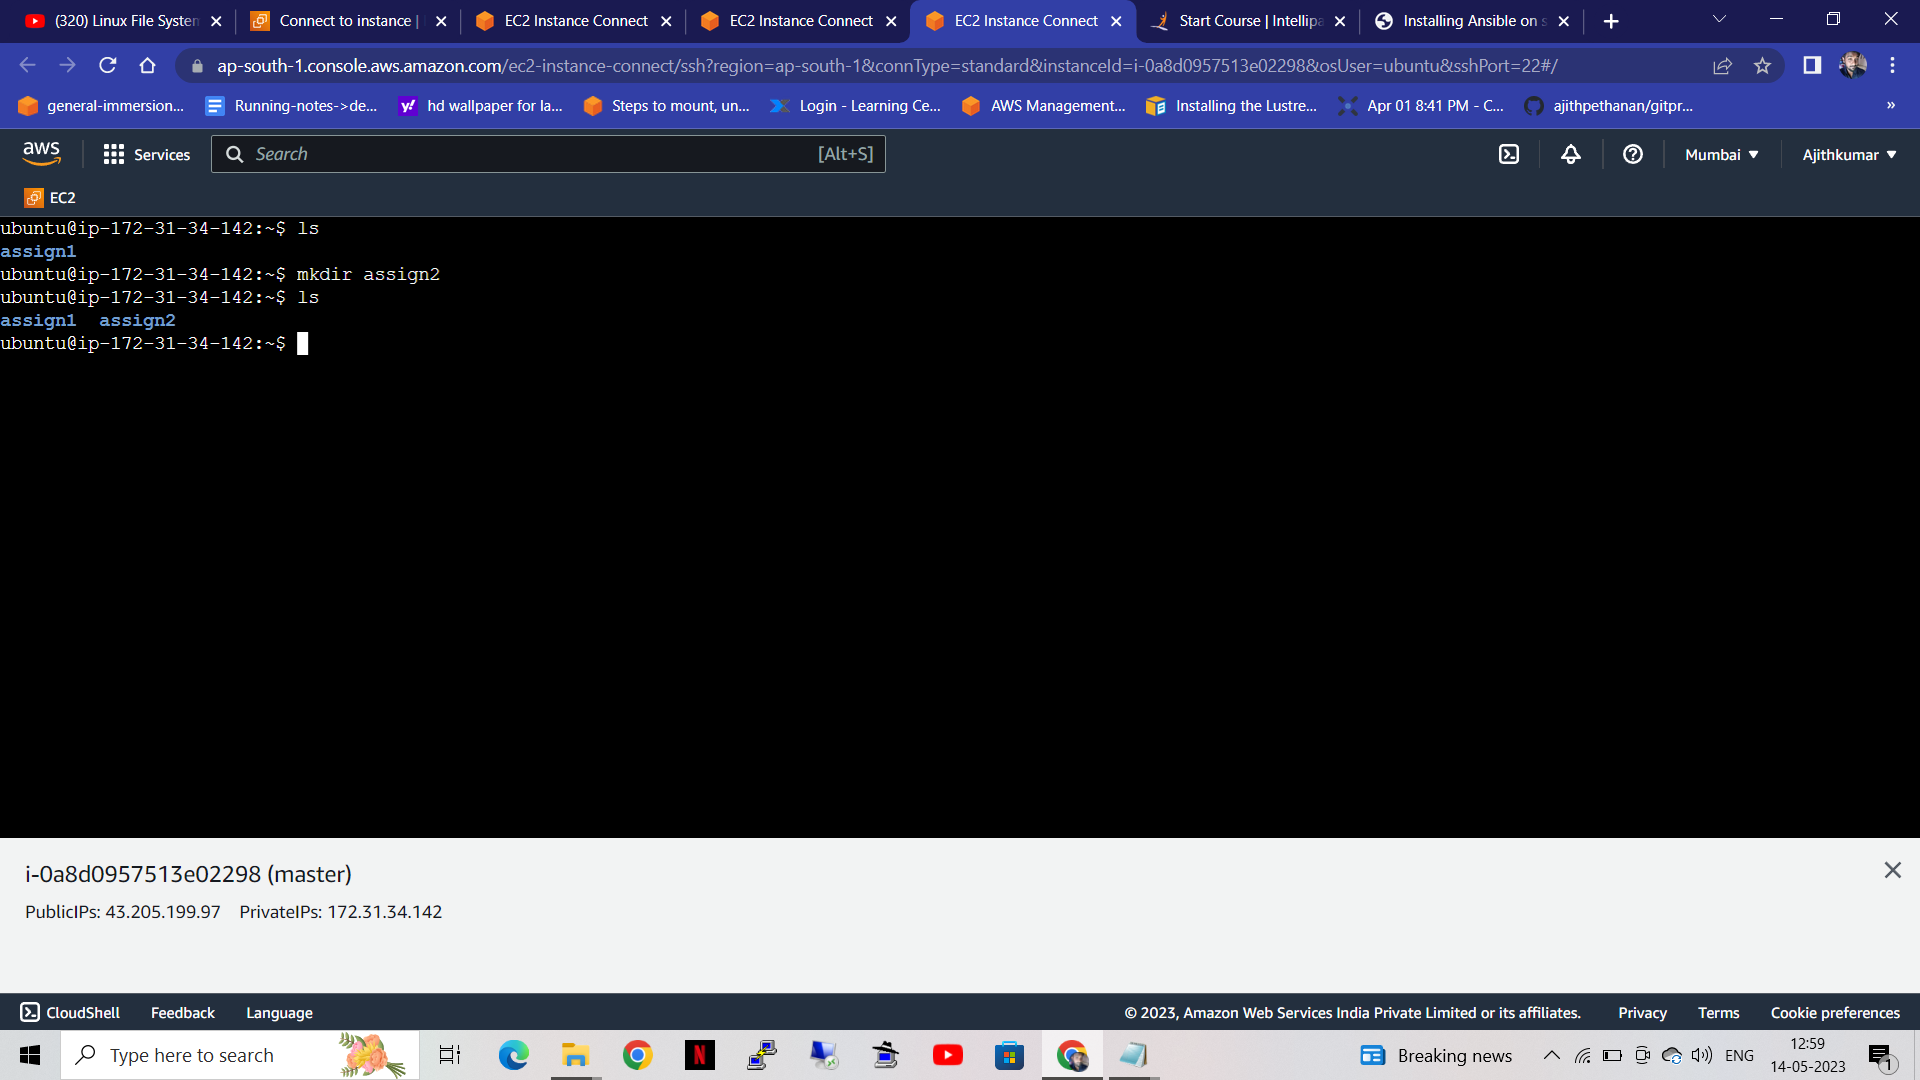 (320) Linux File System
Connect to instance |
EC2 Instance Connect
EC2 Instance Connect
EC2 Instance Connect
Start Course | Intellipa
Installing Ansible on s
ap-south-1.console.aws.amazon.com/ec2-instance-connect/ssh?region=ap-south-1&connType=standard&instanceId=i-0a8d0957513e02298&osUser=ubuntu&sshPort=22#/
general-immersion...
Running-notes->de...
hd wallpaper for la...
Steps to mount, un...
Login - Learning Ce...
AWS Management...
Installing the Lustre...
Apr 01 8:41 PM - C...
ajithpethanan/gitpr...
»
aws
Services
Search
[Alt+S]
Mumbai
Ajithkumar
EC2
ubuntu@ip-172-31-34-142:~$ ls
assign1
ubuntu@ip-172-31-34-142:~$ mkdir assign2
ubuntu@ip-172-31-34-142:~$ ls
assign1  assign2
ubuntu@ip-172-31-34-142:~$
i-0a8d0957513e02298 (master)
PublicIPs: 43.205.199.97    PrivateIPs: 172.31.34.142
CloudShell
Feedback
Language
© 2023, Amazon Web Services India Private Limited or its affiliates.
Privacy
Terms
Cookie preferences
Type here to search
N
Breaking news
ENG
12:59
14-05-2023
1